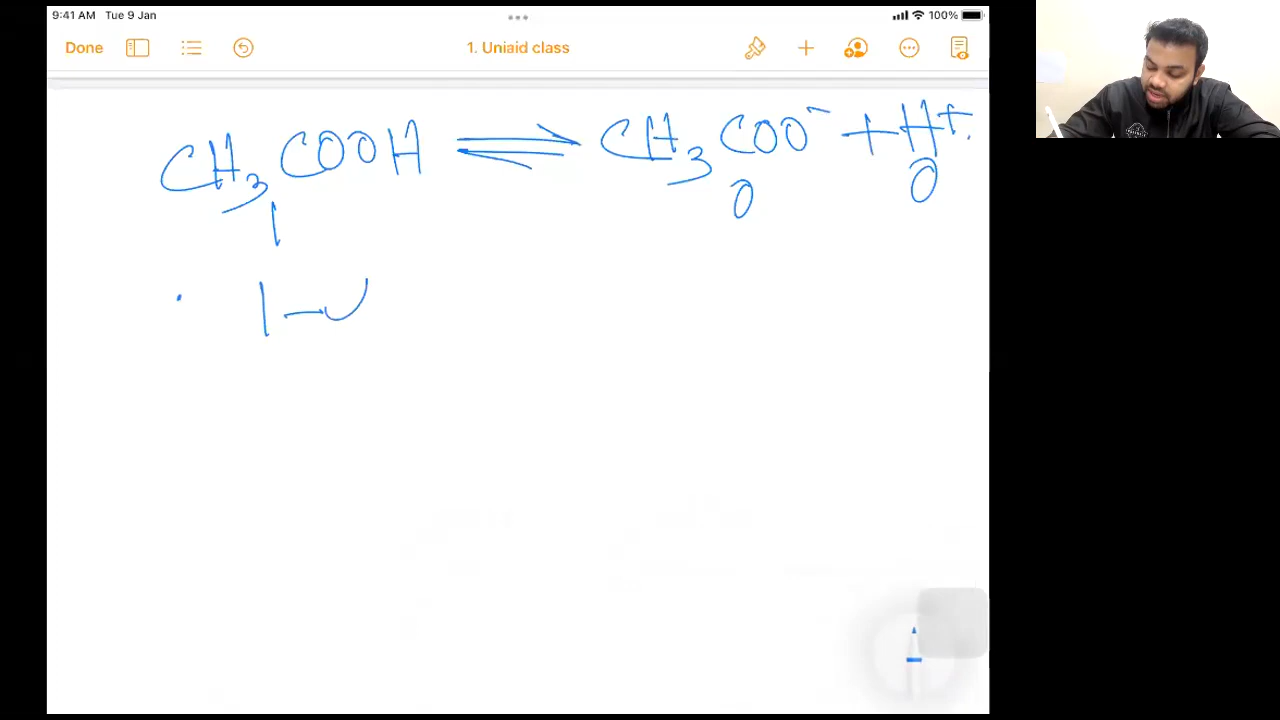 9:41 AM Tue 9 Jan 100%
Done 1. Uniaid class
CH₃COOH ⇌ CH₃COO⁻ + H⁺.
1 0 0
1 -